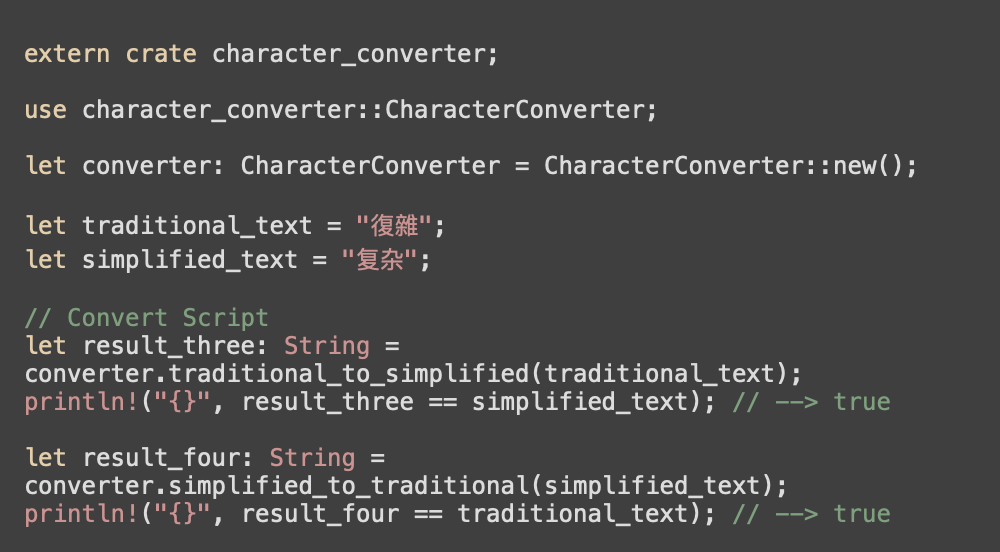 extern crate character_converter;
use character_converter::CharacterConverter;
let converter: CharacterConverter = CharacterConverter::new();
let traditional_text = "復雜";
let simplified_text = "复杂";
// Convert Script
let result_three: String =
converter.traditional_to_simplified(traditional_text);
println!("{}", result_three == simplified_text); // --> true
let result_four: String =
converter.simplified_to_traditional(simplified_text);
println!("{}", result_four == traditional_text); // --> true